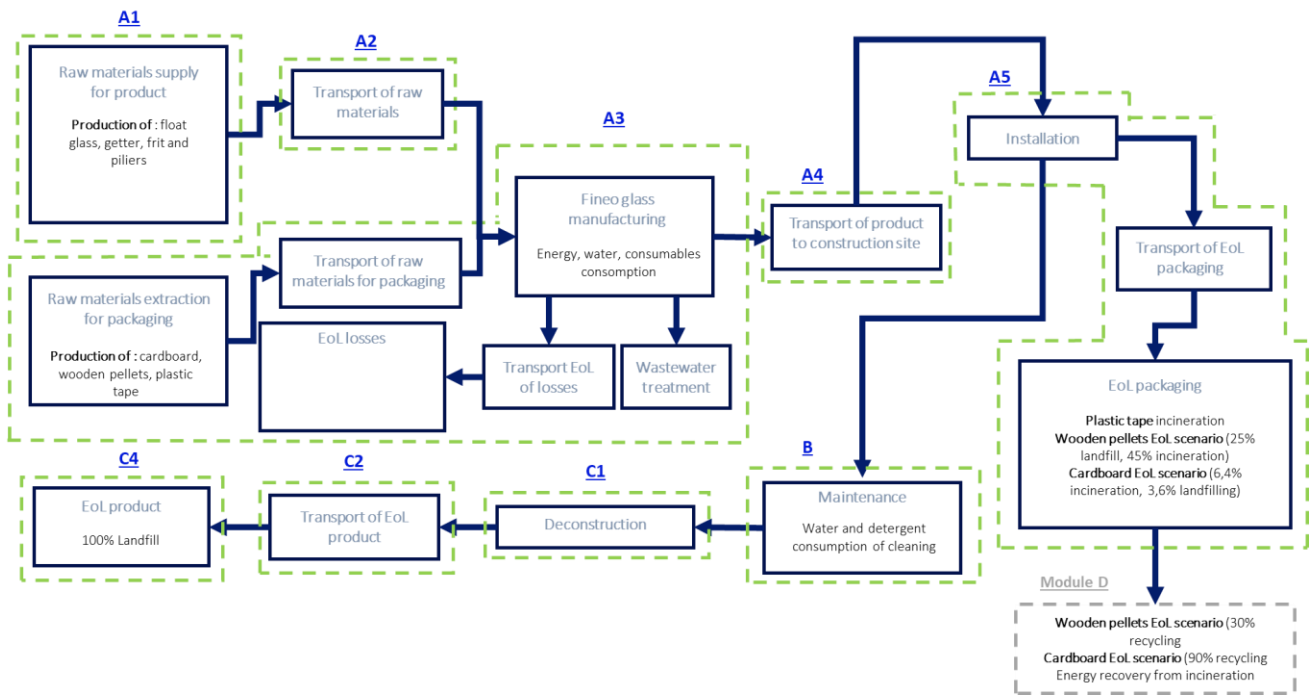 A1
Raw materials supply
for product
Production of : float
glass, getter, frit and
piliers
A2
Transport of raw
materials
A3
Fineo glass
manufacturing
Energy, water, consumables
consomption
Transport of raw
materials for packaging
Raw materials extraction
for packaging
Production of : cardboard,
wooden pellets, plastic
tape
EoL losses
Transport EoL
of losses
Wastewater
treatment
A4
Transport of product
to construction site
A5
Installation
Transport of EoL
packaging
EoL packaging
Plastic tape incineration
Wooden pellets EoL scenario (25%
landfill, 45% incineration)
Cardboard EoL scenario (6,4%
incineration, 3,6% landfilling)
B
Maintenance
Water and detergent
consumption of cleaning
C1
Deconstruction
C2
Transport of EoL
product
C4
EoL product
100% Landfill
Module D
Wooden pellets EoL scenario (30%
recycling
Cardboard EoL scenario (90% recycling
Energy recovery from incineration